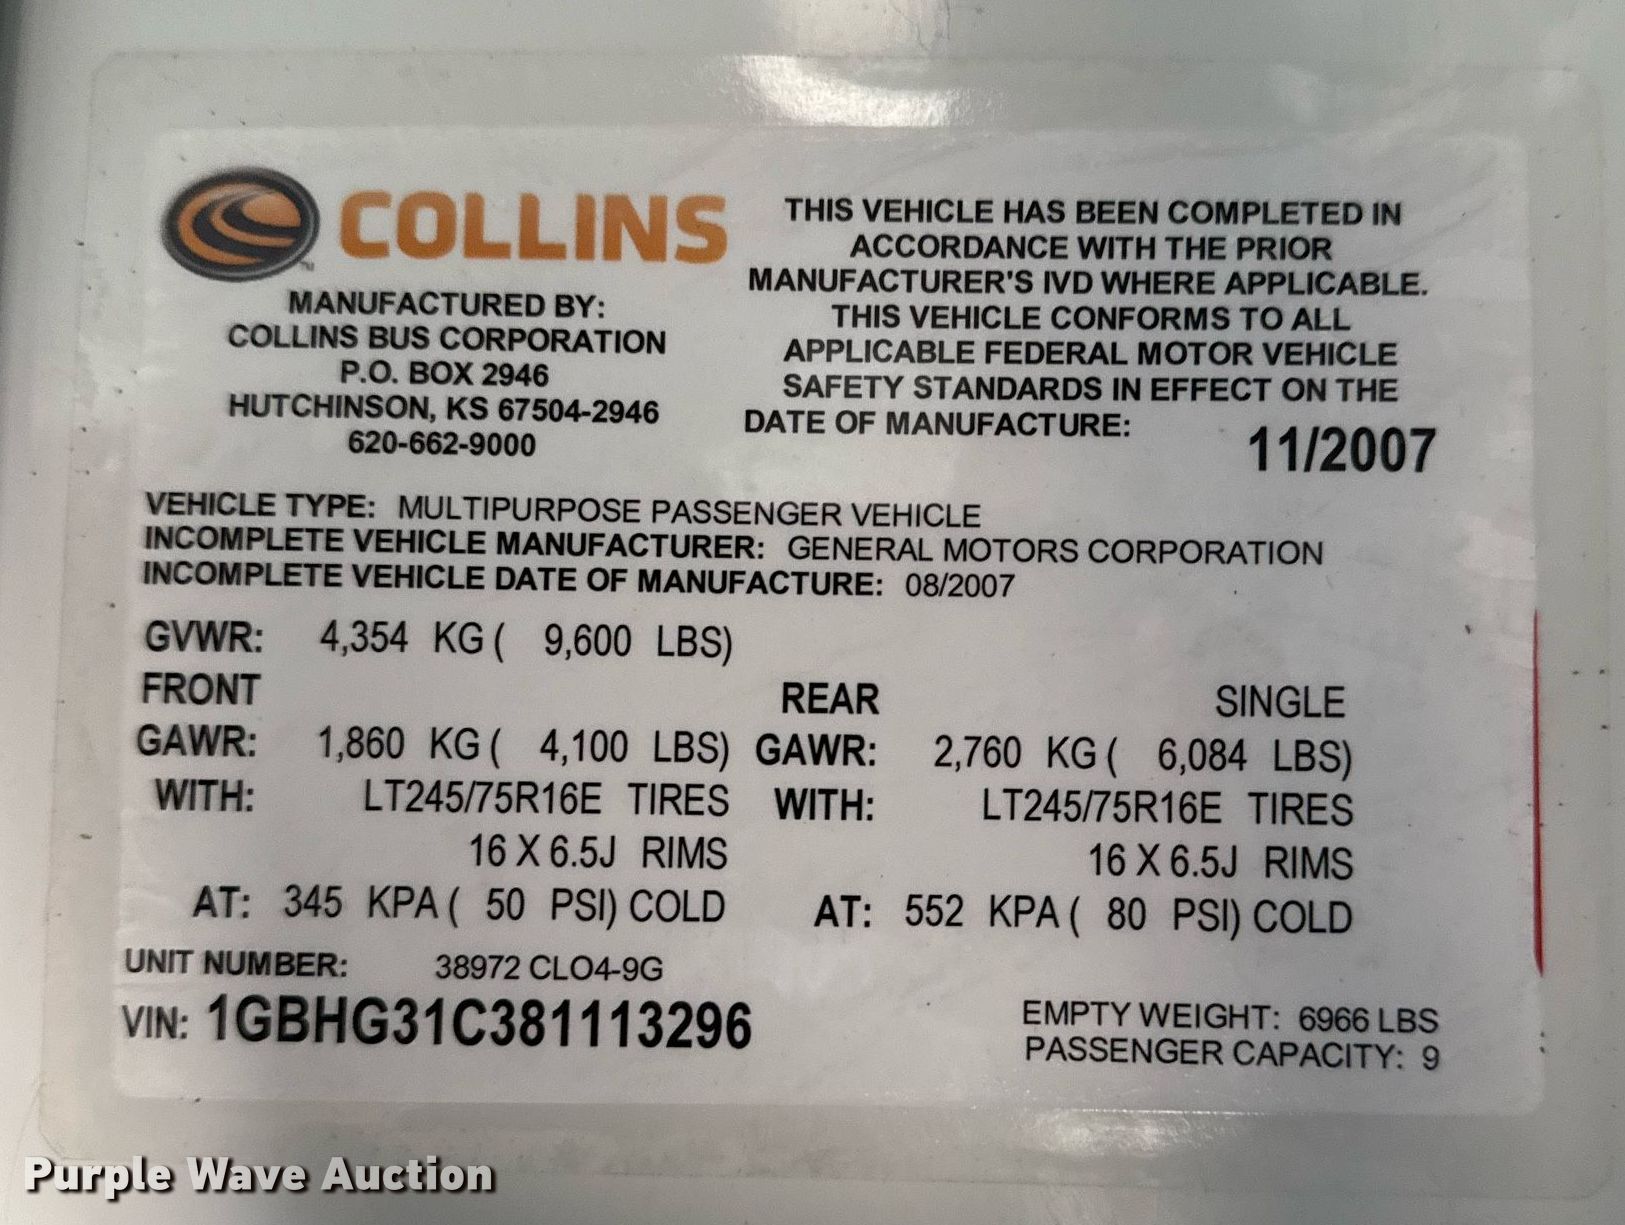 COLLINS
TM
MANUFACTURED BY:
COLLINS BUS CORPORATION
P.O. BOX 2946
HUTCHINSON, KS 67504-2946
620-662-9000
THIS VEHICLE HAS BEEN COMPLETED IN
ACCORDANCE WITH THE PRIOR
MANUFACTURER'S IVD WHERE APPLICABLE.
THIS VEHICLE CONFORMS TO ALL
APPLICABLE FEDERAL MOTOR VEHICLE
SAFETY STANDARDS IN EFFECT ON THE
DATE OF MANUFACTURE: 11/2007
VEHICLE TYPE: MULTIPURPOSE PASSENGER VEHICLE
INCOMPLETE VEHICLE MANUFACTURER: GENERAL MOTORS CORPORATION
INCOMPLETE VEHICLE DATE OF MANUFACTURE: 08/2007
GVWR: 4,354 KG ( 9,600 LBS)
FRONT REAR SINGLE
GAWR: 1,860 KG ( 4,100 LBS) GAWR: 2,760 KG ( 6,084 LBS)
WITH: LT245/75R16E TIRES WITH: LT245/75R16E TIRES
16 X 6.5J RIMS 16 X 6.5J RIMS
AT: 345 KPA ( 50 PSI) COLD AT: 552 KPA ( 80 PSI) COLD
UNIT NUMBER: 38972 CLO4-9G
VIN: 1GBHG31C381113296
EMPTY WEIGHT: 6966 LBS
PASSENGER CAPACITY: 9
Purple Wave Auction